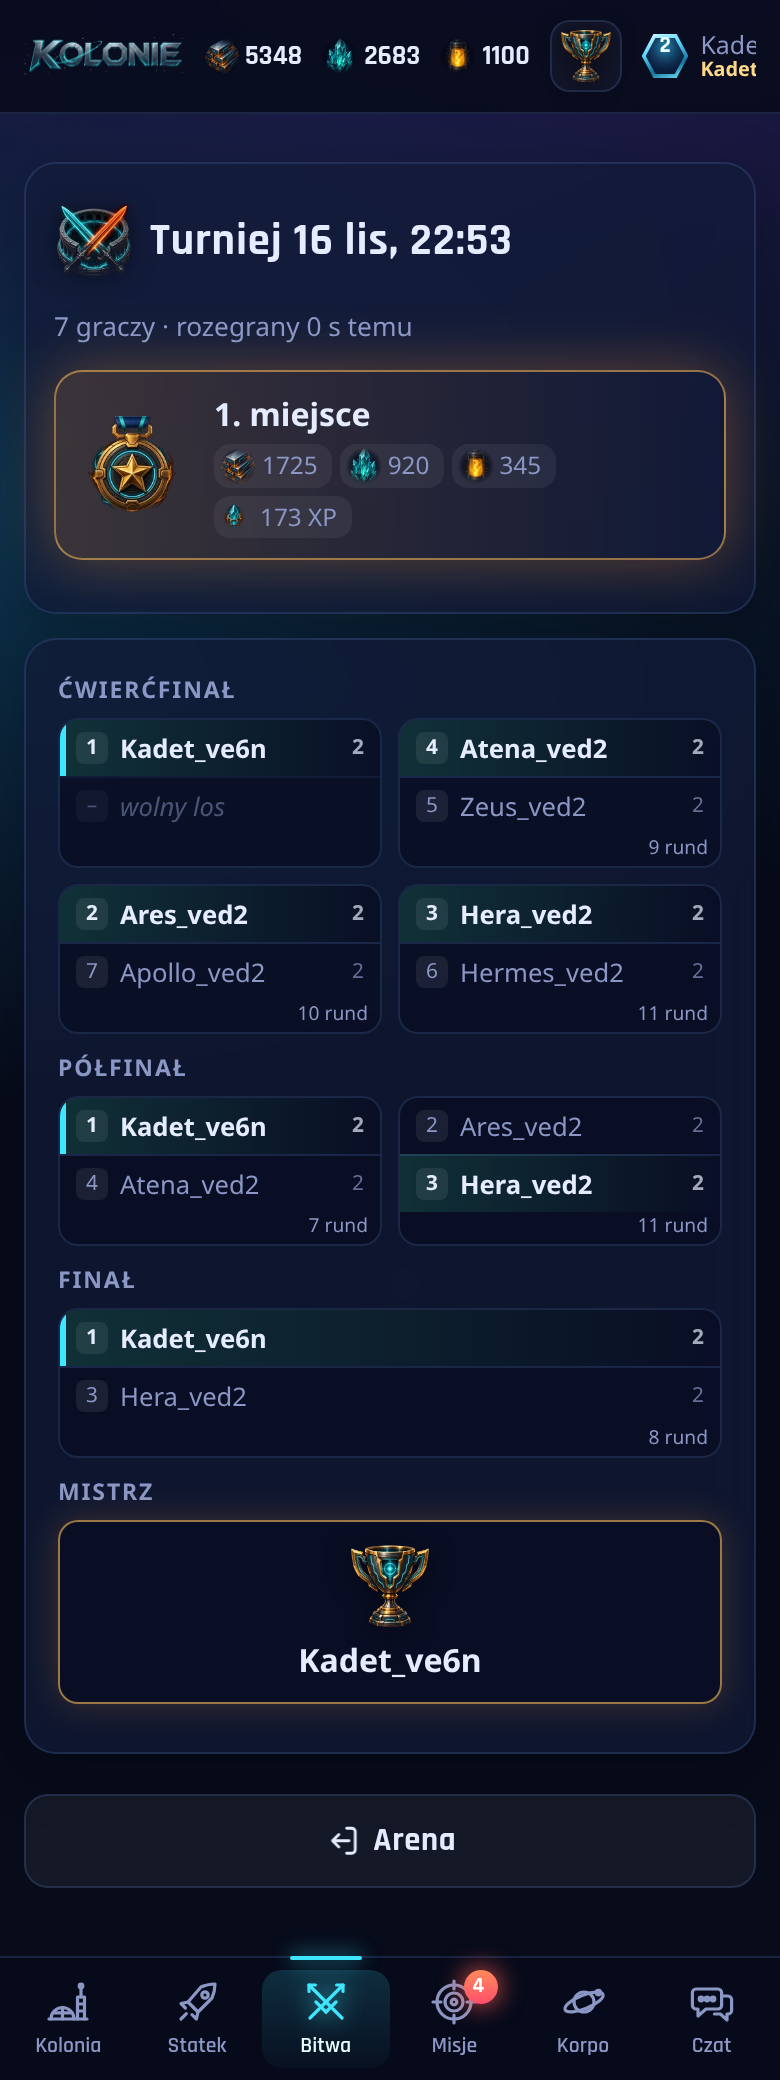 KOLONIE 5348 2683 1100 2 Kade
Kadet
Turniej 16 lis, 22:53
7 graczy · rozegrany 0 s temu
1. miejsce
1725 920 345
173 XP
ĆWIERĆFINAŁ
1 Kadet_ve6n 2
– wolny los
4 Atena_ved2 2
5 Zeus_ved2 2
9 rund
2 Ares_ved2 2
7 Apollo_ved2 2
10 rund
3 Hera_ved2 2
6 Hermes_ved2 2
11 rund
PÓŁFINAŁ
1 Kadet_ve6n 2
4 Atena_ved2 2
7 rund
2 Ares_ved2 2
3 Hera_ved2 2
11 rund
FINAŁ
1 Kadet_ve6n 2
3 Hera_ved2 2
8 rund
MISTRZ
Kadet_ve6n
Arena
4
Kolonia Statek Bitwa Misje Korpo Czat